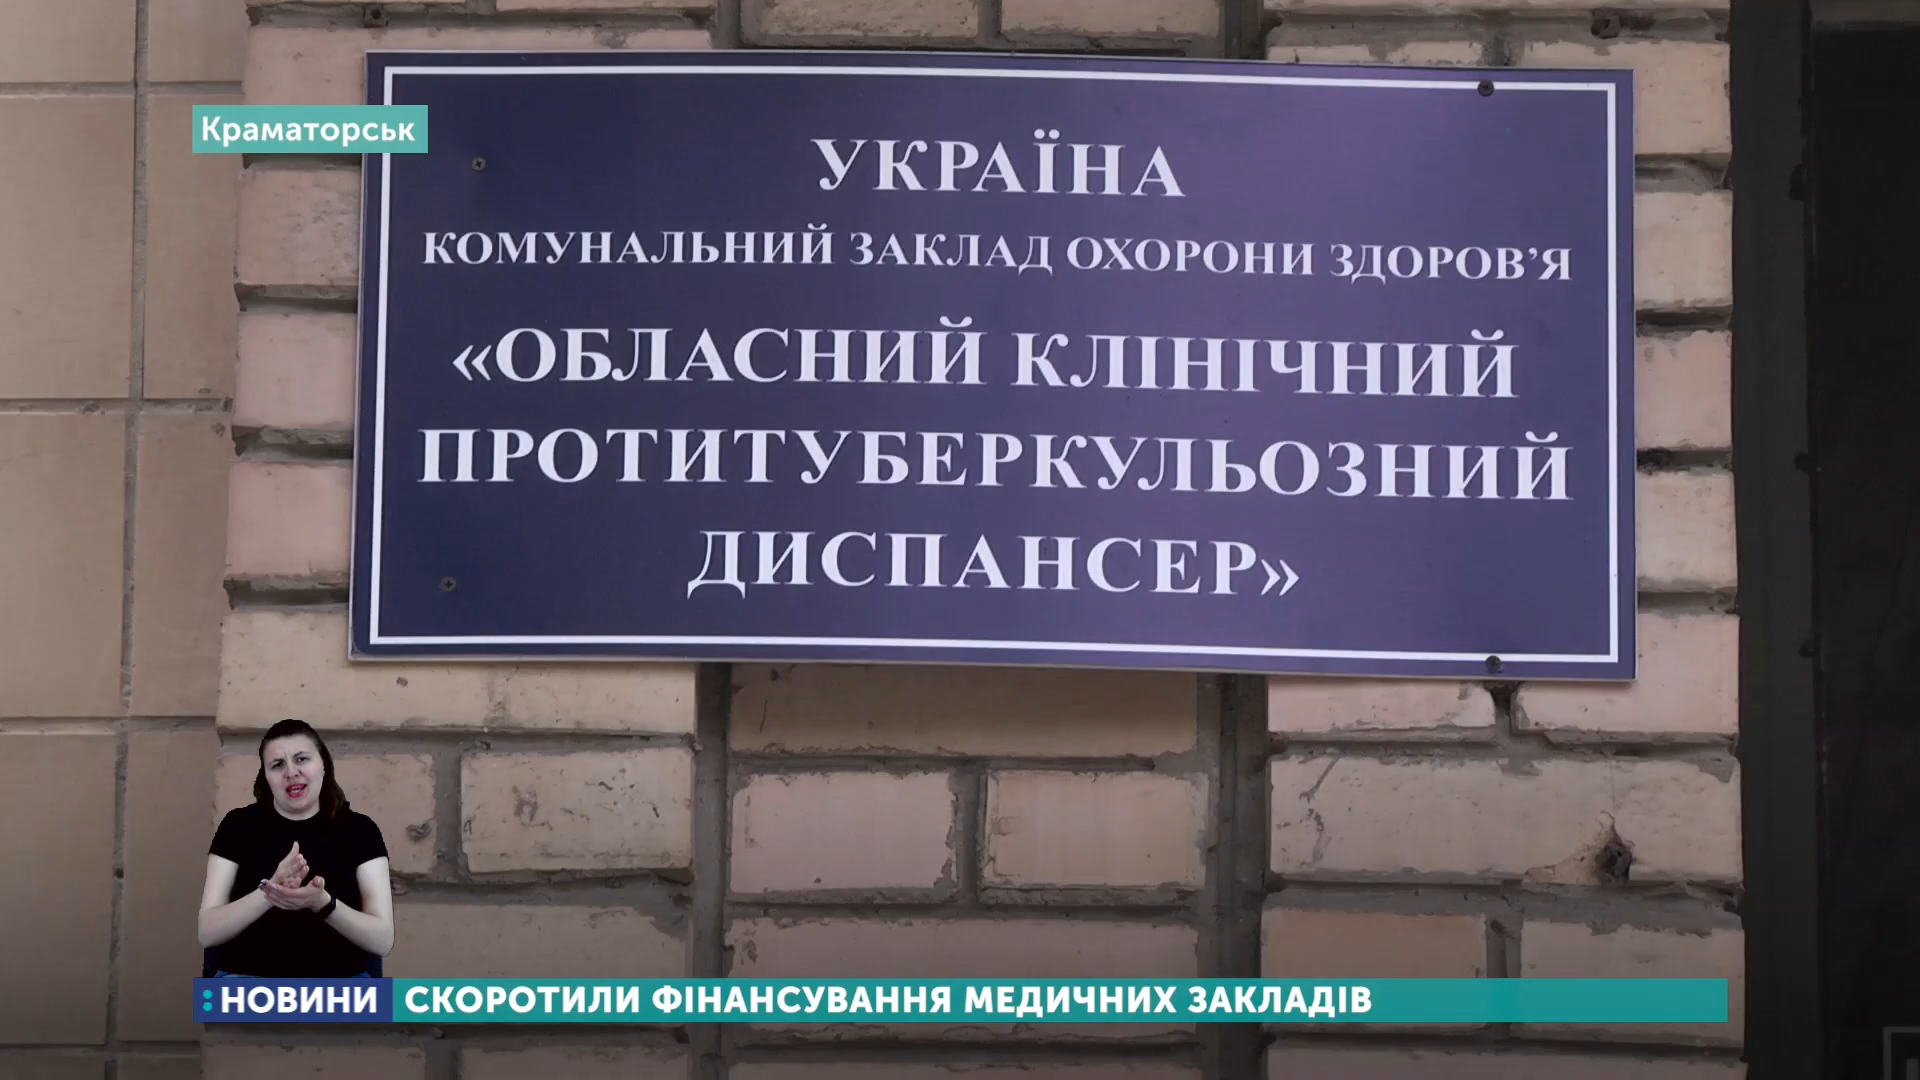 Краматорськ
УКРАЇНА
КОМУНАЛЬНИЙ ЗАКЛАД ОХОРОНИ ЗДОРОВ’Я
«ОБЛАСНИЙ КЛІНІЧНИЙ
ПРОТИТУБЕРКУЛЬОЗНИЙ
ДИСПАНСЕР»
:НОВИНИ СКОРОТИЛИ ФІНАНСУВАННЯ МЕДИЧНИХ ЗАКЛАДІВ